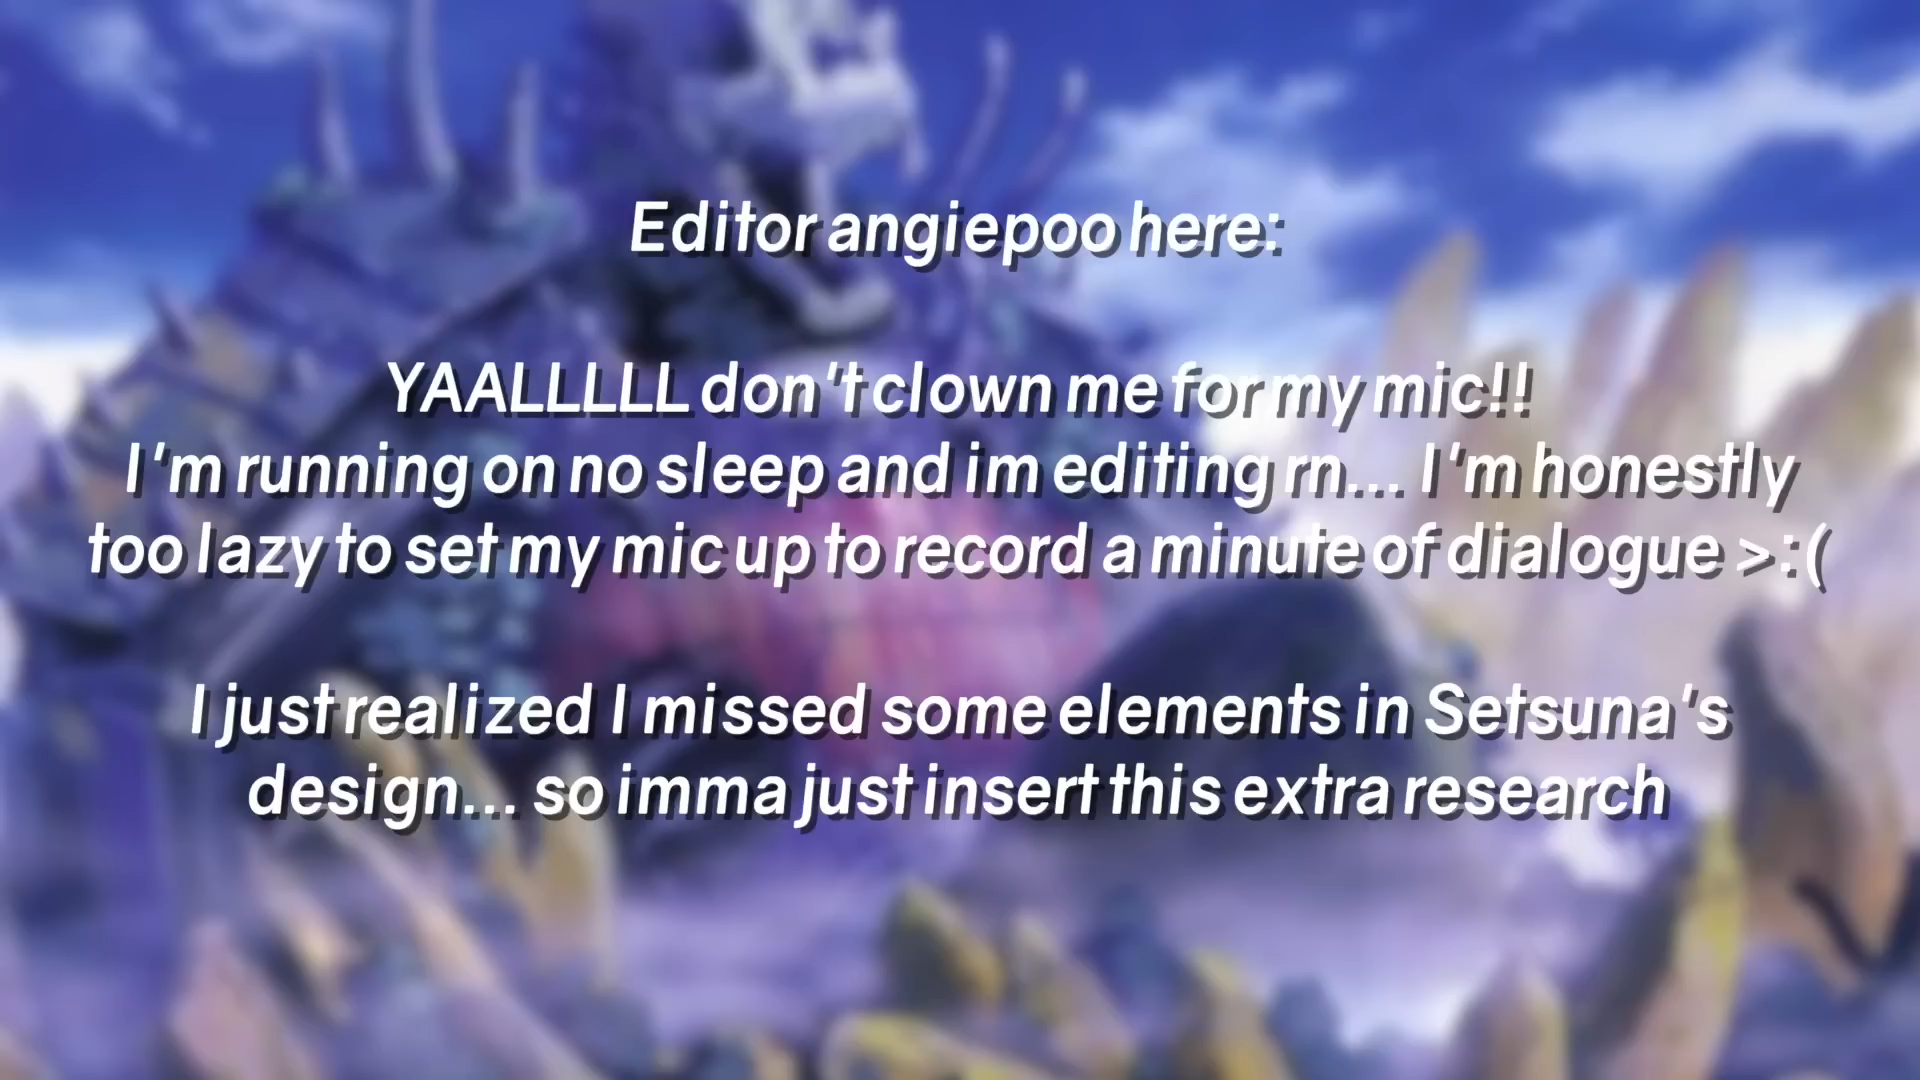 Editor angiepoo here:
YAALLLLL don't clown me for my mic!!
I'm running on no sleep and im editing rn... I'm honestly
too lazy to set my mic up to record a minute of dialogue >:(
I just realized I missed some elements in Setsuna's
design... so imma just insert this extra research